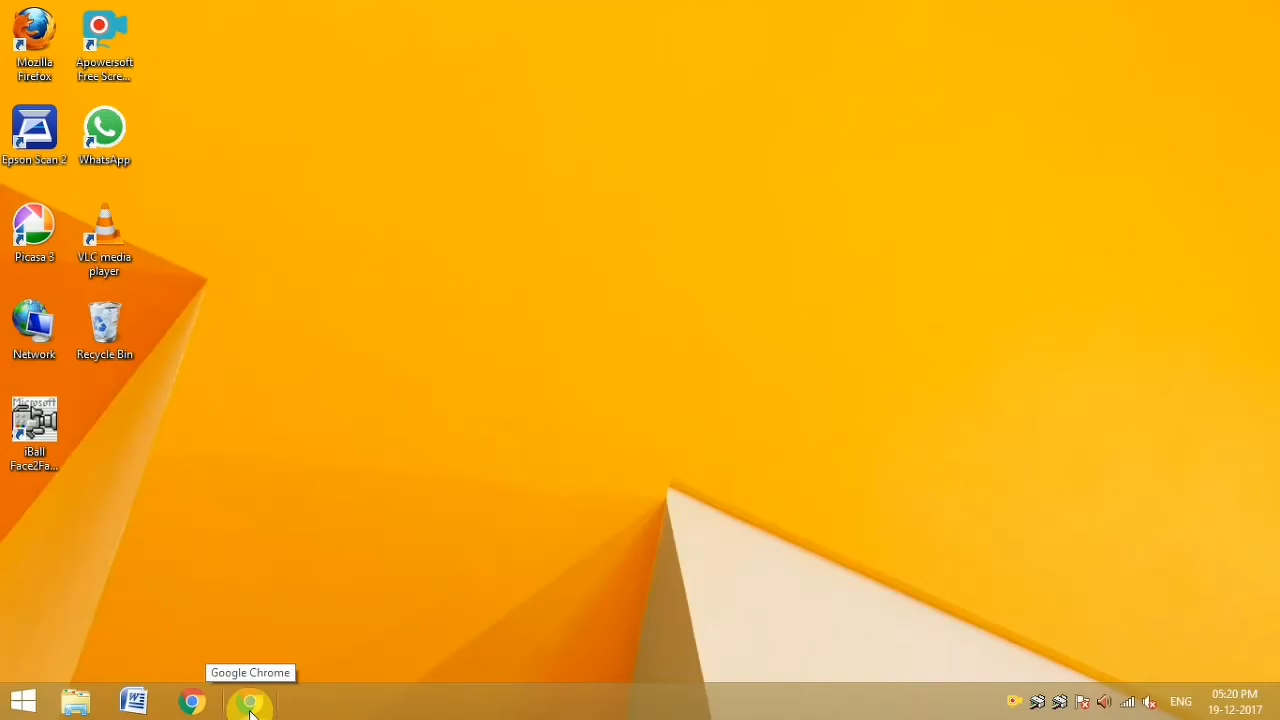 Mozilla
Firefox
Apowersoft
Free Scre...
Epson Scan 2
WhatsApp
Picasa 3
VLC media
player
Network
Recycle Bin
Microsoft
iBall
Face2Fa...
Google Chrome
ENG
05:20 PM
19-12-2017